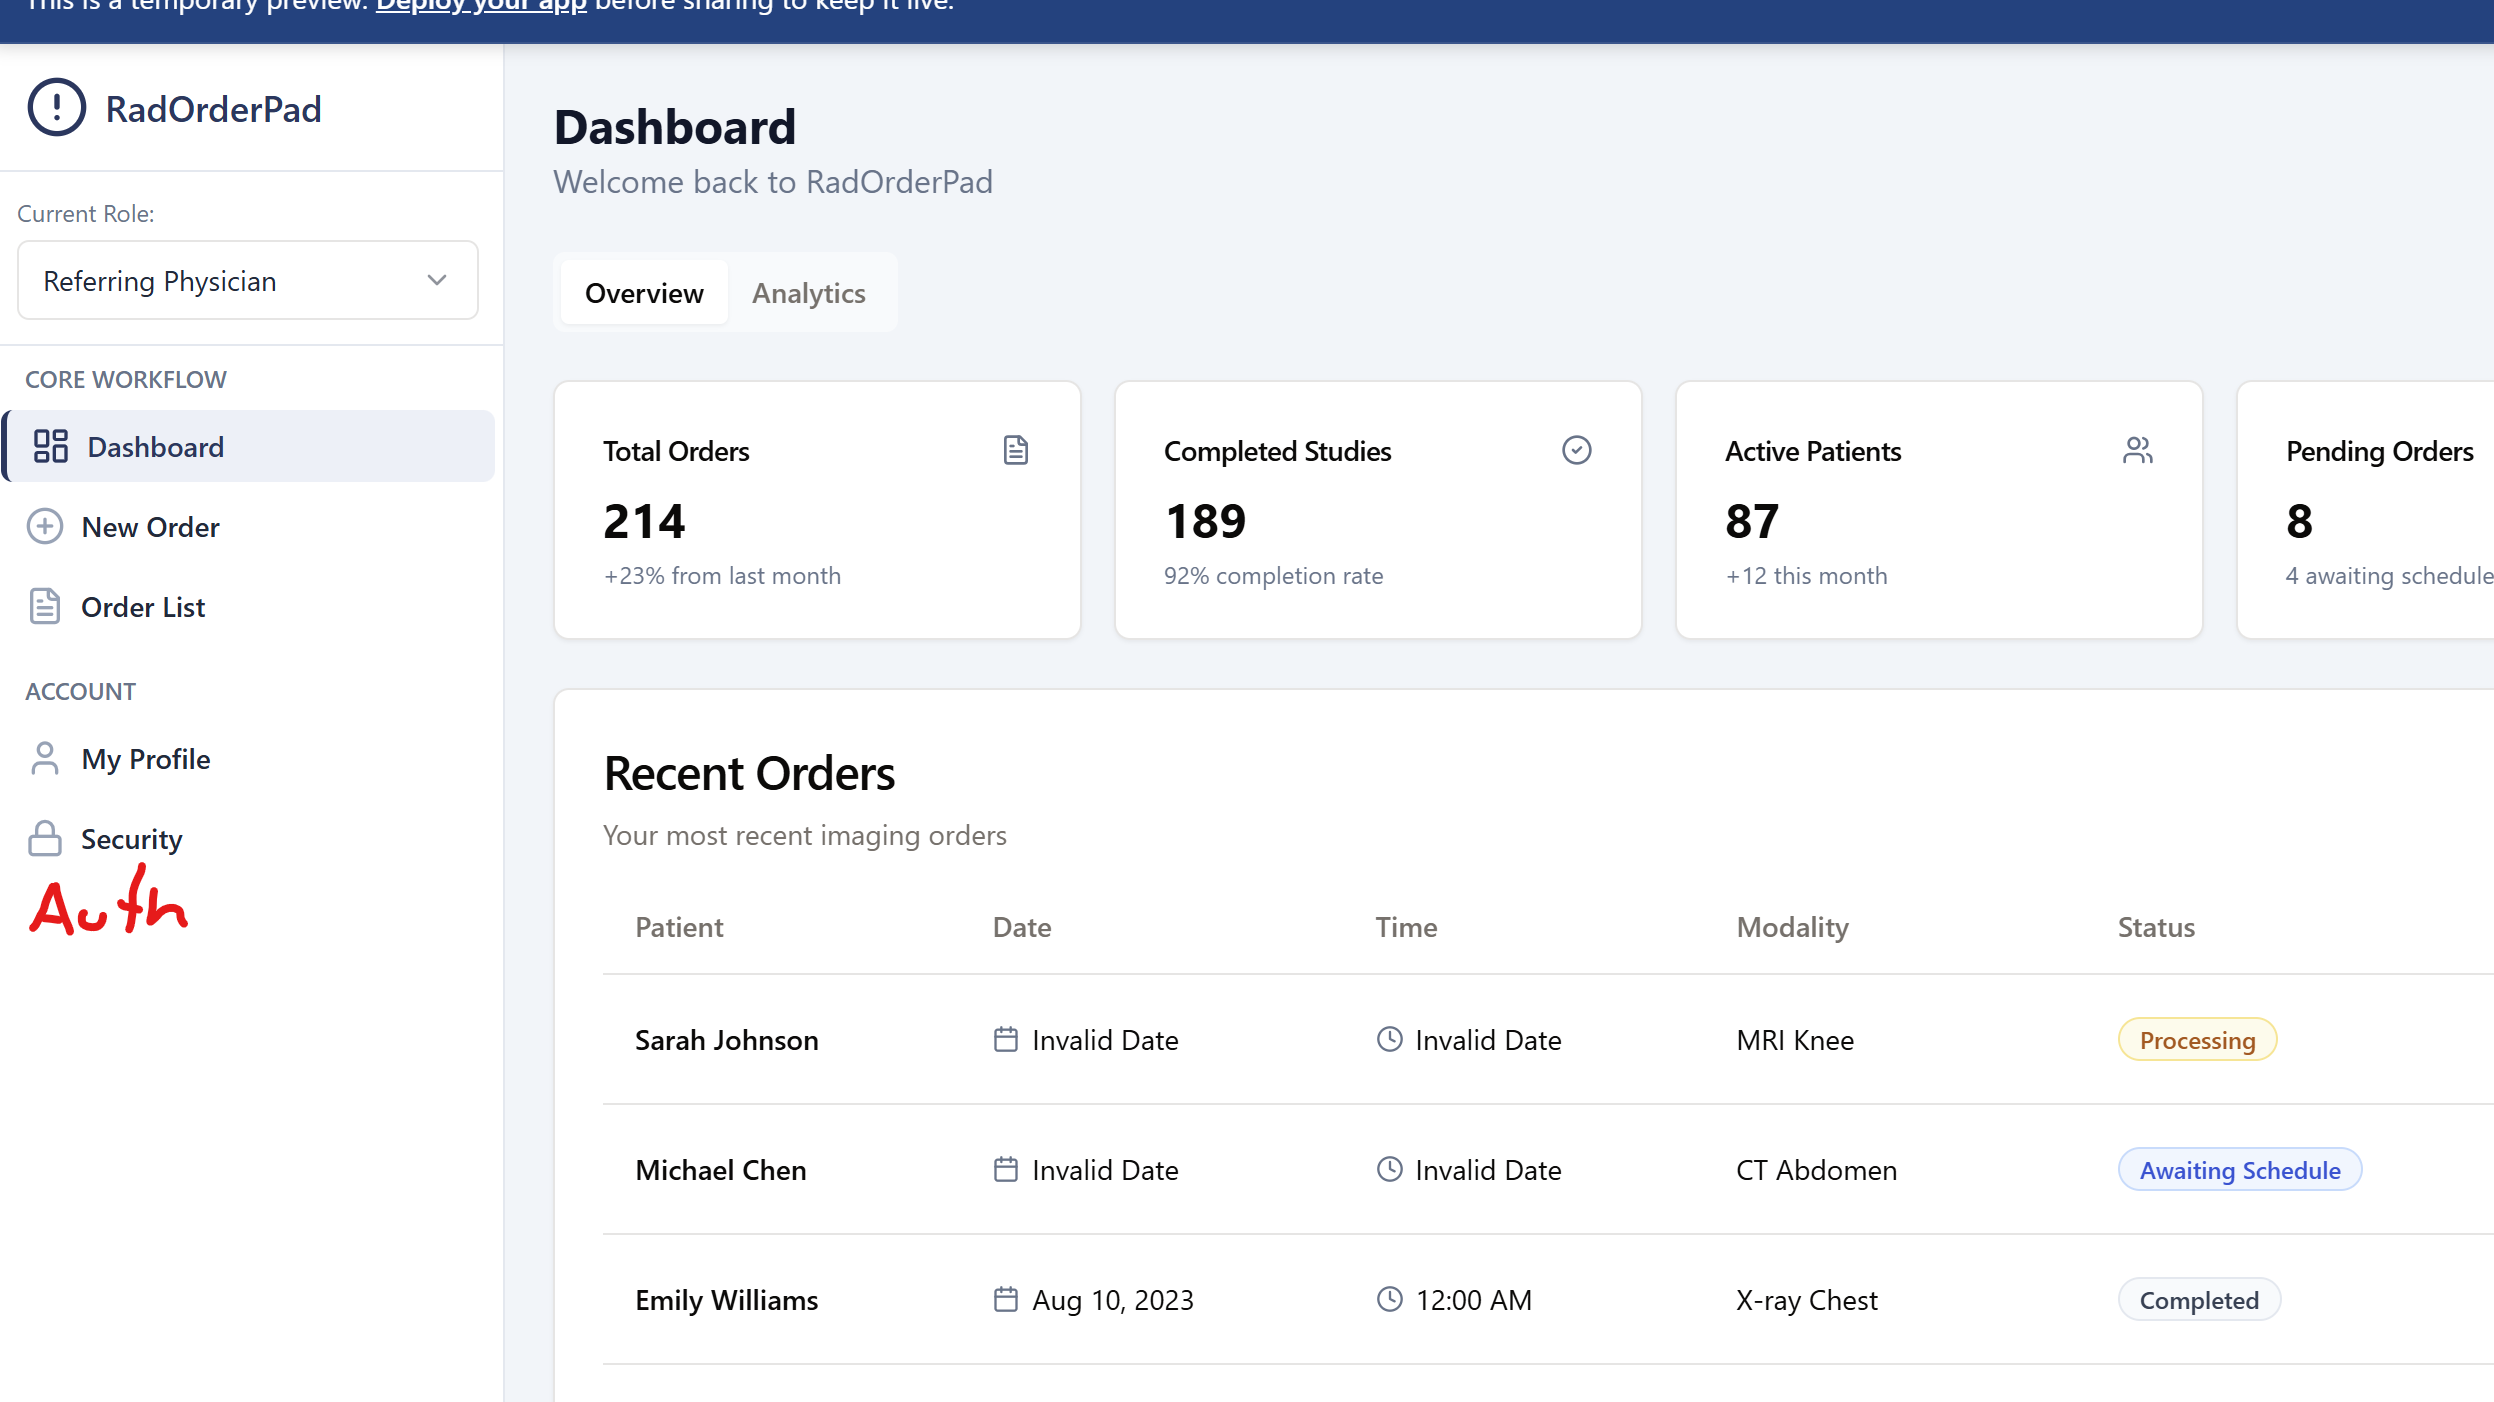 This is a temporary preview. Deploy your app before sharing to keep it live.
RadOrderPad
Current Role:
Referring Physician
CORE WORKFLOW
Dashboard
New Order
Order List
ACCOUNT
My Profile
Security
Auth
Dashboard
Welcome back to RadOrderPad
Overview Analytics
Total Orders
214
+23% from last month
Completed Studies
189
92% completion rate
Active Patients
87
+12 this month
Pending Orders
8
4 awaiting schedule
Recent Orders
Your most recent imaging orders
Patient Date Time Modality Status
Sarah Johnson Invalid Date Invalid Date MRI Knee Processing
Michael Chen Invalid Date Invalid Date CT Abdomen Awaiting Schedule
Emily Williams Aug 10, 2023 12:00 AM X-ray Chest Completed